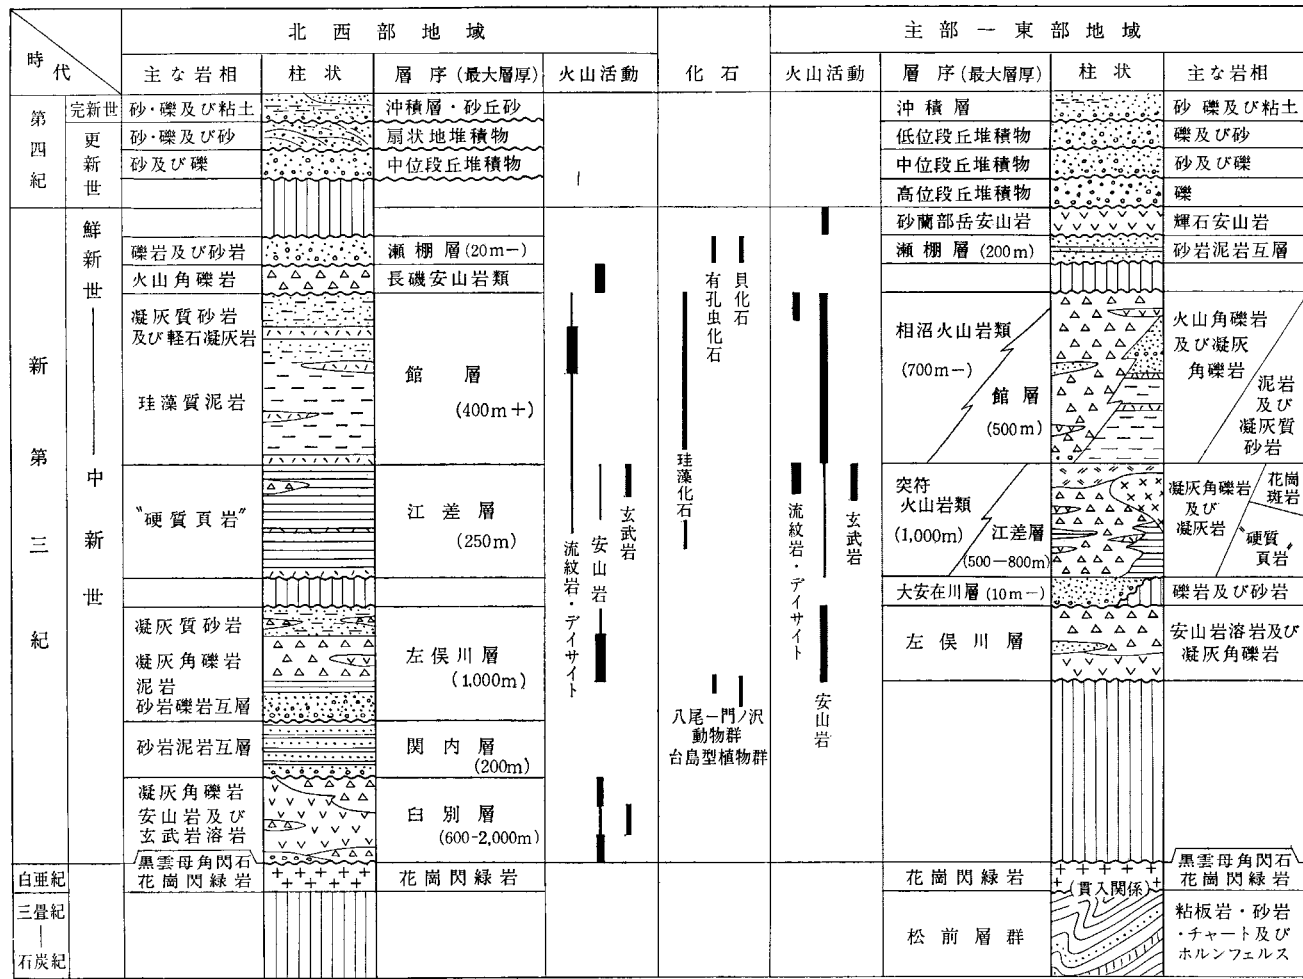 時代
北西部地域
化石
主部一東部地域
主な岩相
柱状
層序(最大層厚)
火山活動
火山活動
層序(最大層厚)
柱状
主な岩相
第四紀
完新世
更新世
砂・礫及び粘土
沖積層・砂丘砂
沖積層
砂 礫及び粘土
砂・礫及び砂
扇状地堆積物
低位段丘堆積物
礫及び砂
砂及び礫
中位段丘堆積物
中位段丘堆積物
砂及び礫
高位段丘堆積物
礫
新第三紀
鮮新世
中新世
砂蘭部岳安山岩
輝石安山岩
礫岩及び砂岩
瀬棚層(20m−)
瀬棚層(200m)
砂岩泥岩互層
火山角礫岩
長磯安山岩類
有孔虫化石
貝化石
凝灰質砂岩
及び軽石凝灰岩
珪藻質泥岩
館層
(400m+)
相沼火山岩類
(700m−)
館層
(500m)
火山角礫岩
及び凝灰
角礫岩
泥岩
及び
凝灰質
砂岩
"硬質頁岩"
江差層
(250m)
流紋岩・デイサイト
安山岩
玄武岩
珪藻化石
流紋岩・デイサイト
安山岩
玄武岩
突符
火山岩類
(1,000m)
江差層
(500−800m)
凝灰角礫岩
及び
凝灰岩
花崗
斑岩
"硬質
頁岩"
大安在川層(10m−)
礫岩及び砂岩
凝灰質砂岩
凝灰角礫岩
泥岩
砂岩礫岩互層
左俣川層
(1,000m)
左俣川層
安山岩溶岩及び
凝灰角礫岩
八尾−門ノ沢
動物群
台島型植物群
砂岩泥岩互層
関内層
(200m)
凝灰角礫岩
安山岩及び
玄武岩溶岩
臼別層
(600-2,000m)
白亜紀
黒雲母角閃石
花崗閃緑岩
花崗閃緑岩
花崗閃緑岩
(貫入関係)
黒雲母角閃石
花崗閃緑岩
三畳紀
|
石炭紀
松前層群
粘板岩・砂岩
・チャート及び
ホルンフェルス